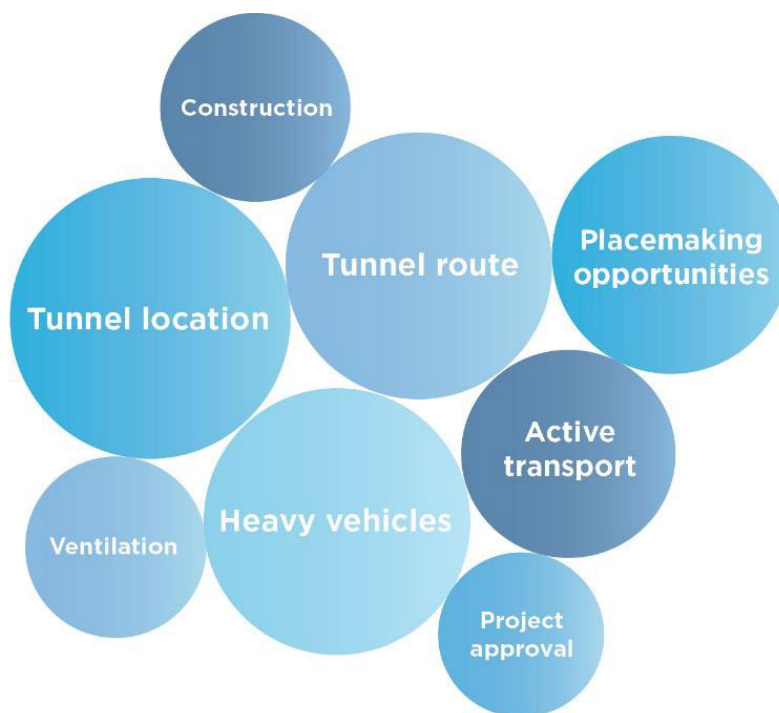 Construction
Tunnel route
Placemaking
opportunities
Tunnel location
Active
transport
Heavy vehicles
Ventilation
Project
approval